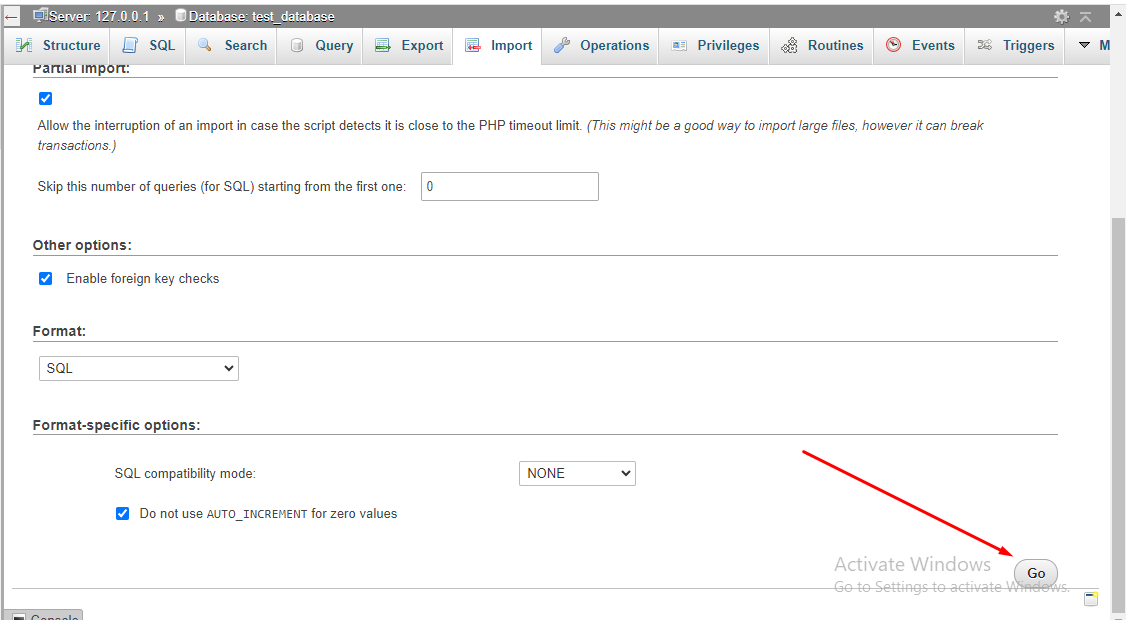 Server: 127.0.0.1 » Database: test_database
Structure SQL Search Query Export Import Operations Privileges Routines Events Triggers M
Partial import:
Allow the interruption of an import in case the script detects it is close to the PHP timeout limit. (This might be a good way to import large files, however it can break
transactions.)
Skip this number of queries (for SQL) starting from the first one: 0
Other options:
Enable foreign key checks
Format:
SQL
Format-specific options:
SQL compatibility mode: NONE
Do not use AUTO_INCREMENT for zero values
Activate Windows
Go
Go to Settings to activate Windows.
Console